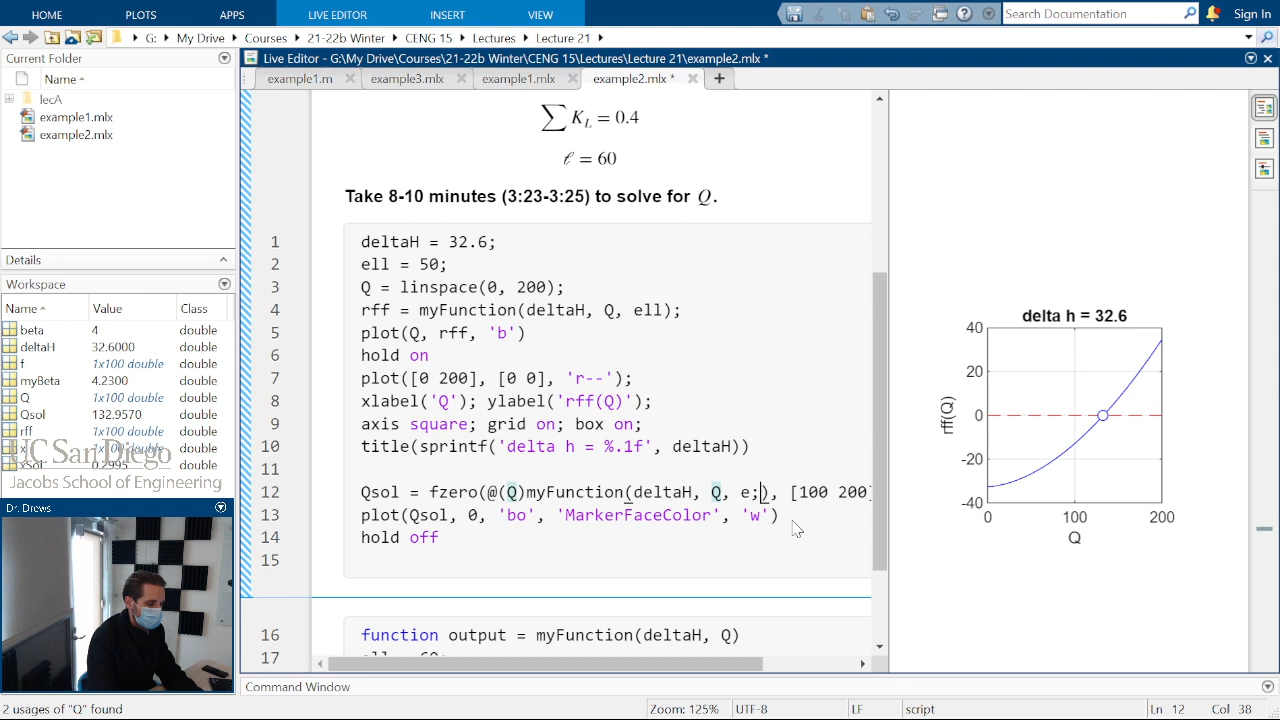 HOME PLOTS APPS LIVE EDITOR INSERT VIEW Search Documentation Sign In
G: My Drive Courses 21-22b Winter CENG 15 Lectures Lecture 21
Current Folder
Name
lecA
example1.mlx
example2.mlx
Details
Workspace
Name Value Class
beta 4 double
deltaH 32.6000 double
f 1x100 double double
myBeta 4.2300 double
Q 1x100 double double
Qsol 132.9570 double
rff 1x100 double double
x 1x100 double double
xSol 0.2995 double
UC San Diego
Jacobs School of Engineering
Dr. Drews
Live Editor - G:\My Drive\Courses\21-22b Winter\CENG 15\Lectures\Lecture 21\example2.mlx *
example1.m example3.mlx example1.mlx example2.mlx * +
∑ K_L = 0.4
ℓ = 60
Take 8-10 minutes (3:23-3:25) to solve for Q.
1 deltaH = 32.6;
2 ell = 50;
3 Q = linspace(0, 200);
4 rff = myFunction(deltaH, Q, ell);
5 plot(Q, rff, 'b')
6 hold on
7 plot([0 200], [0 0], 'r--');
8 xlabel('Q'); ylabel('rff(Q)');
9 axis square; grid on; box on;
10 title(sprintf('delta h = %.1f', deltaH))
11
12 Qsol = fzero(@(Q)myFunction(deltaH, Q, e;), [100 200]
13 plot(Qsol, 0, 'bo', 'MarkerFaceColor', 'w')
14 hold off
15
16 function output = myFunction(deltaH, Q)
17 ell = 60;
delta h = 32.6
40
20
0
-20
-40
rff(Q)
0 100 200
Q
Command Window
2 usages of "Q" found Zoom: 125% UTF-8 LF script Ln 12 Col 38